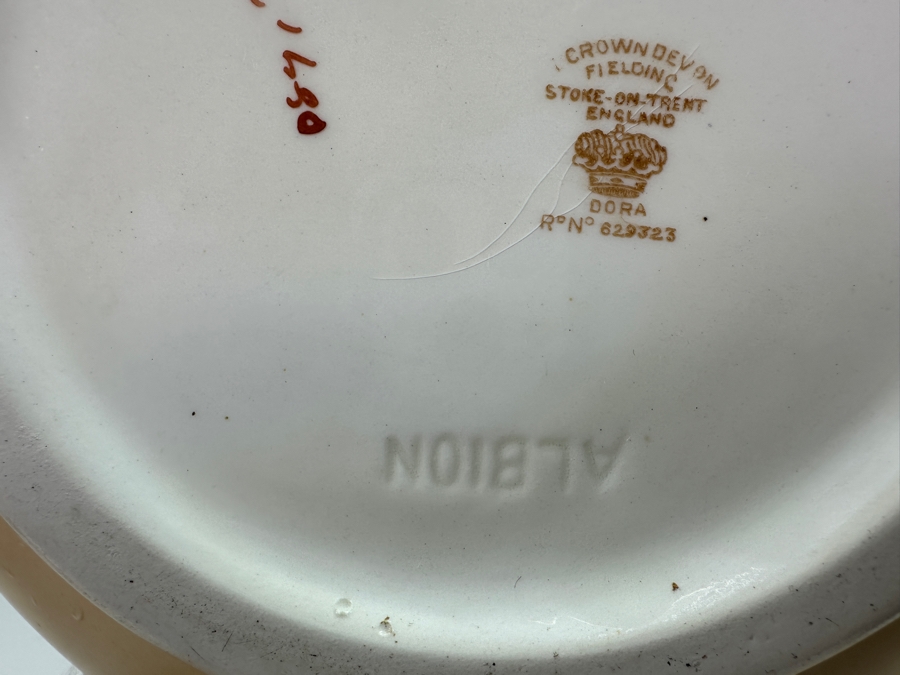 CROWN DEVON
FIELDING
STOKE-ON-TRENT
ENGLAND
DORA
RᴰNº 629323
ALBION